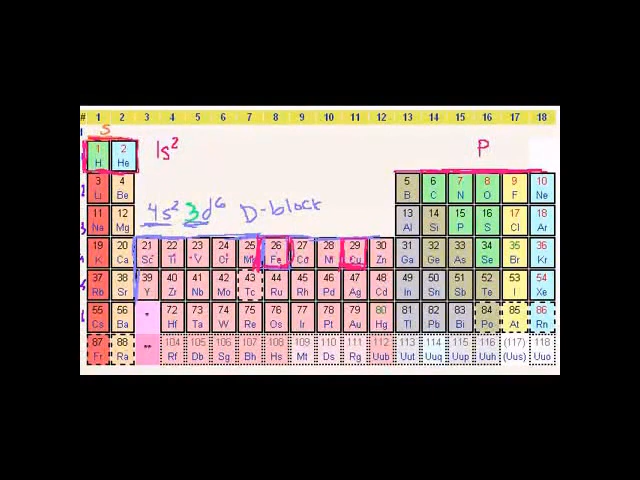 # 1 2 3 4 5 6 7 8 9 10 11 12 13 14 15 16 17 18
S
1 2 1s² P
H He
3 4 5 6 7 8 9 10
Li Be B C N O F Ne
4s² 3d⁶ D-block
11 12 13 14 15 16 17 18
Na Mg Al Si P S Cl Ar
19 20 21 22 23 24 25 26 27 28 29 30 31 32 33 34 35 36
K Ca Sc Ti V Cr Mn Fe Co Ni Cu Zn Ga Ge As Se Br Kr
37 38 39 40 41 42 43 44 45 46 47 48 49 50 51 52 53 54
Rb Sr Y Zr Nb Mo Tc Ru Rh Pd Ag Cd In Sn Sb Te I Xe
55 56 * 72 73 74 75 76 77 78 79 80 81 82 83 84 85 86
Cs Ba Hf Ta W Re Os Ir Pt Au Hg Tl Pb Bi Po At Rn
87 88 ** 104 105 106 107 108 109 110 111 112 113 114 115 116 (117) 118
Fr Ra Rf Db Sg Bh Hs Mt Ds Rg Uub Uut Uuq Uup Uuh (Uus) Uuo